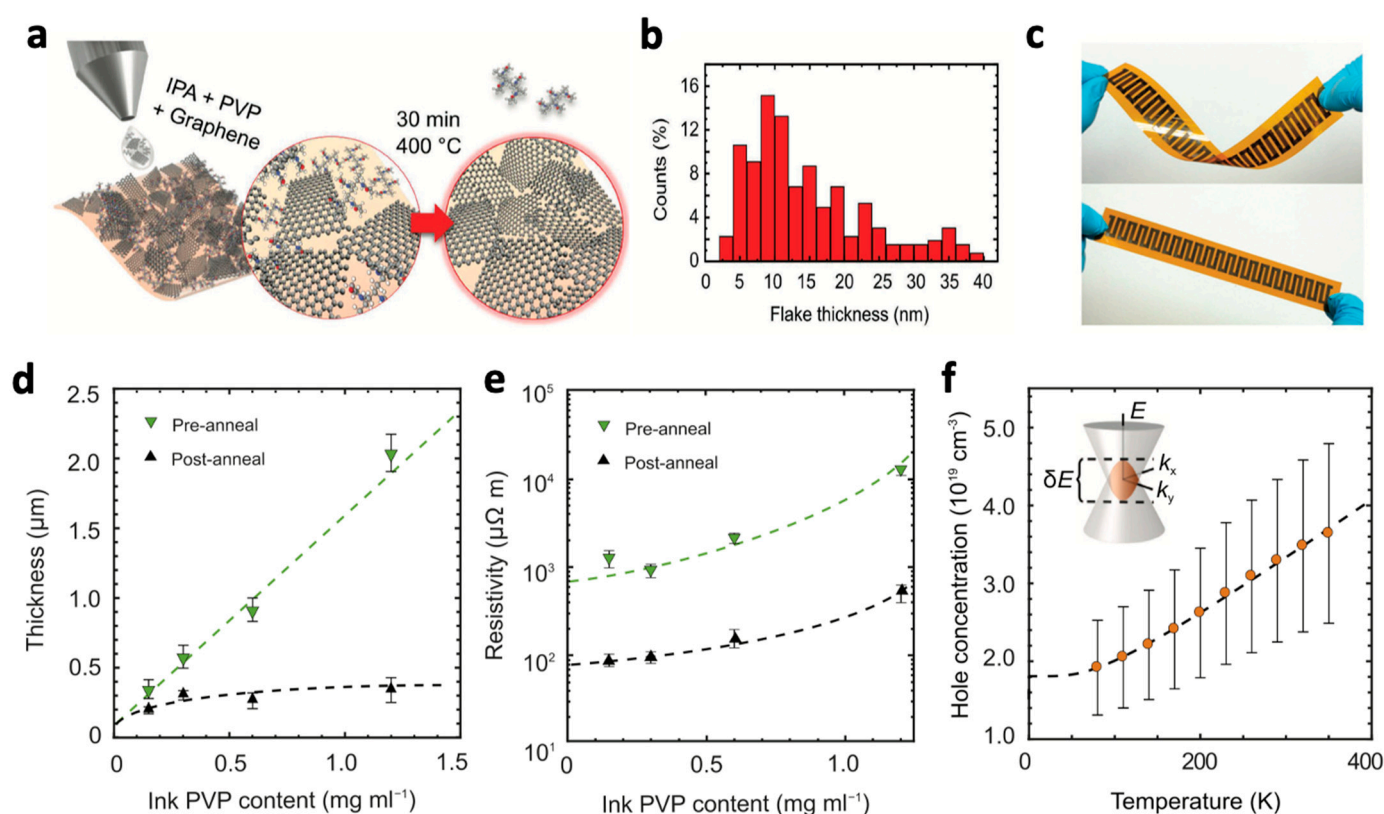 a
IPA + PVP
+ Graphene
30 min
400 °C
b
16
12
8
4
0
Counts (%)
0 5 10 15 20 25 30 35 40
Flake thickness (nm)
c
d
2.5
2.0
1.5
1.0
0.5
0
Thickness (µm)
Pre-anneal
Post-anneal
0 0.5 1.0 1.5
Ink PVP content (mg ml⁻¹)
e
10⁵
10⁴
10³
10²
10¹
Resistivity (µΩ m)
Pre-anneal
Post-anneal
0 0.5 1.0
Ink PVP content (mg ml⁻¹)
f
5.0
4.0
3.0
2.0
1.0
Hole concentration (10¹⁹ cm⁻³)
E
δE
kₓ
k_y
0 200 400
Temperature (K)